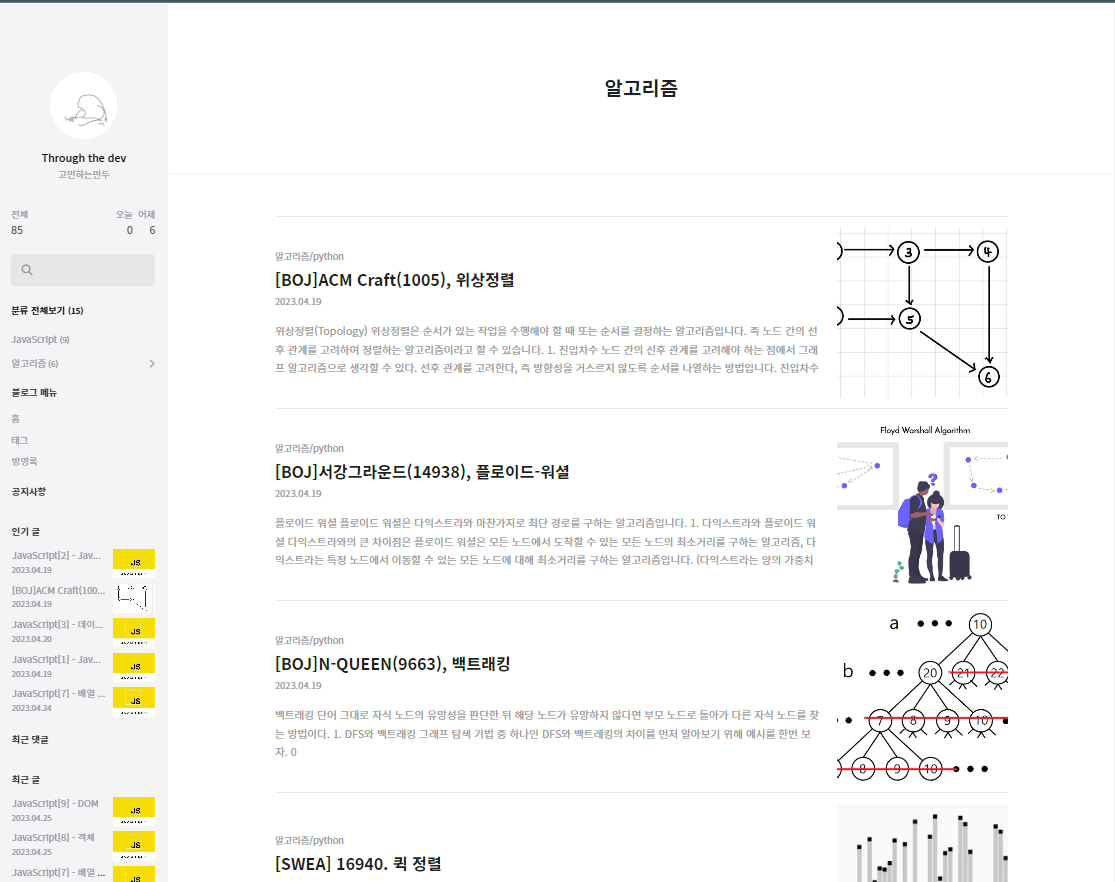 알고리즘
Through the dev
고민하는만두
전체 오늘 어제
85 0 6
분류 전체보기 (15)
JavaScript (9)
알고리즘 (6)
블로그 메뉴
홈
태그
방명록
공지사항
인기 글
JavaScript[2] - Jav...
2023.04.19
JS
[BOJ]ACM Craft(100...
2023.04.19
JavaScript[3] - 데이...
2023.04.20
JS
JavaScript[1] - Jav...
2023.04.19
JS
JavaScript[7] - 배열 ...
2023.04.24
JS
최근 댓글
최근 글
JavaScript[9] - DOM
2023.04.25
JS
JavaScript[8] - 객체
2023.04.25
JS
JavaScript[7] - 배열 ...
JS
알고리즘/python
[BOJ]ACM Craft(1005), 위상정렬
2023.04.19
위상정렬(Topology) 위상정렬은 순서가 있는 작업을 수행해야 할 때 또는 순서를 결정하는 알고리즘입니다. 즉 노드 간의 선
후 관계를 고려하여 정렬하는 알고리즘이라고 할 수 있습니다. 1. 진입차수 노드 간의 선후 관계를 고려해야 하는 점에서 그래
프 알고리즘으로 생각할 수 있다. 선후 관계를 고려한다, 즉 방향성을 거스르지 않도록 순서를 나열하는 방법입니다. 진입차수
3 4
5
6
알고리즘/python
[BOJ]서강그라운드(14938), 플로이드-워셜
2023.04.19
플로이드 워셜 플로이드 워셜은 다익스트라와 마찬가지로 최단 경로를 구하는 알고리즘입니다. 1. 다익스트라와 플로이드 워
셜 다익스트라와의 큰 차이점은 플로이드 워셜은 모든 노드에서 도착할 수 있는 모든 노드의 최소거리를 구하는 알고리즘, 다
익스트라는 특정 노드에서 이동할 수 있는 모든 노드에 대해 최소거리를 구하는 알고리즘입니다. (다익스트라는 양의 가중치
Floyd Warshall Algorithm
?
TO
알고리즘/python
[BOJ]N-QUEEN(9663), 백트래킹
2023.04.19
백트래킹 단어 그대로 자식 노드의 유망성을 판단한 뒤 해당 노드가 유망하지 않다면 부모 노드로 돌아가 다른 자식 노드를 찾
는 방법이다. 1. DFS와 백트래킹 그래프 탐색 기법 중 하나인 DFS와 백트래킹의 차이를 먼저 알아보기 위해 예시를 한번 보
자. 0
a 10
b 20 21 22
7 8 9 10
8 9 10
알고리즘/python
[SWEA] 16940. 퀵 정렬